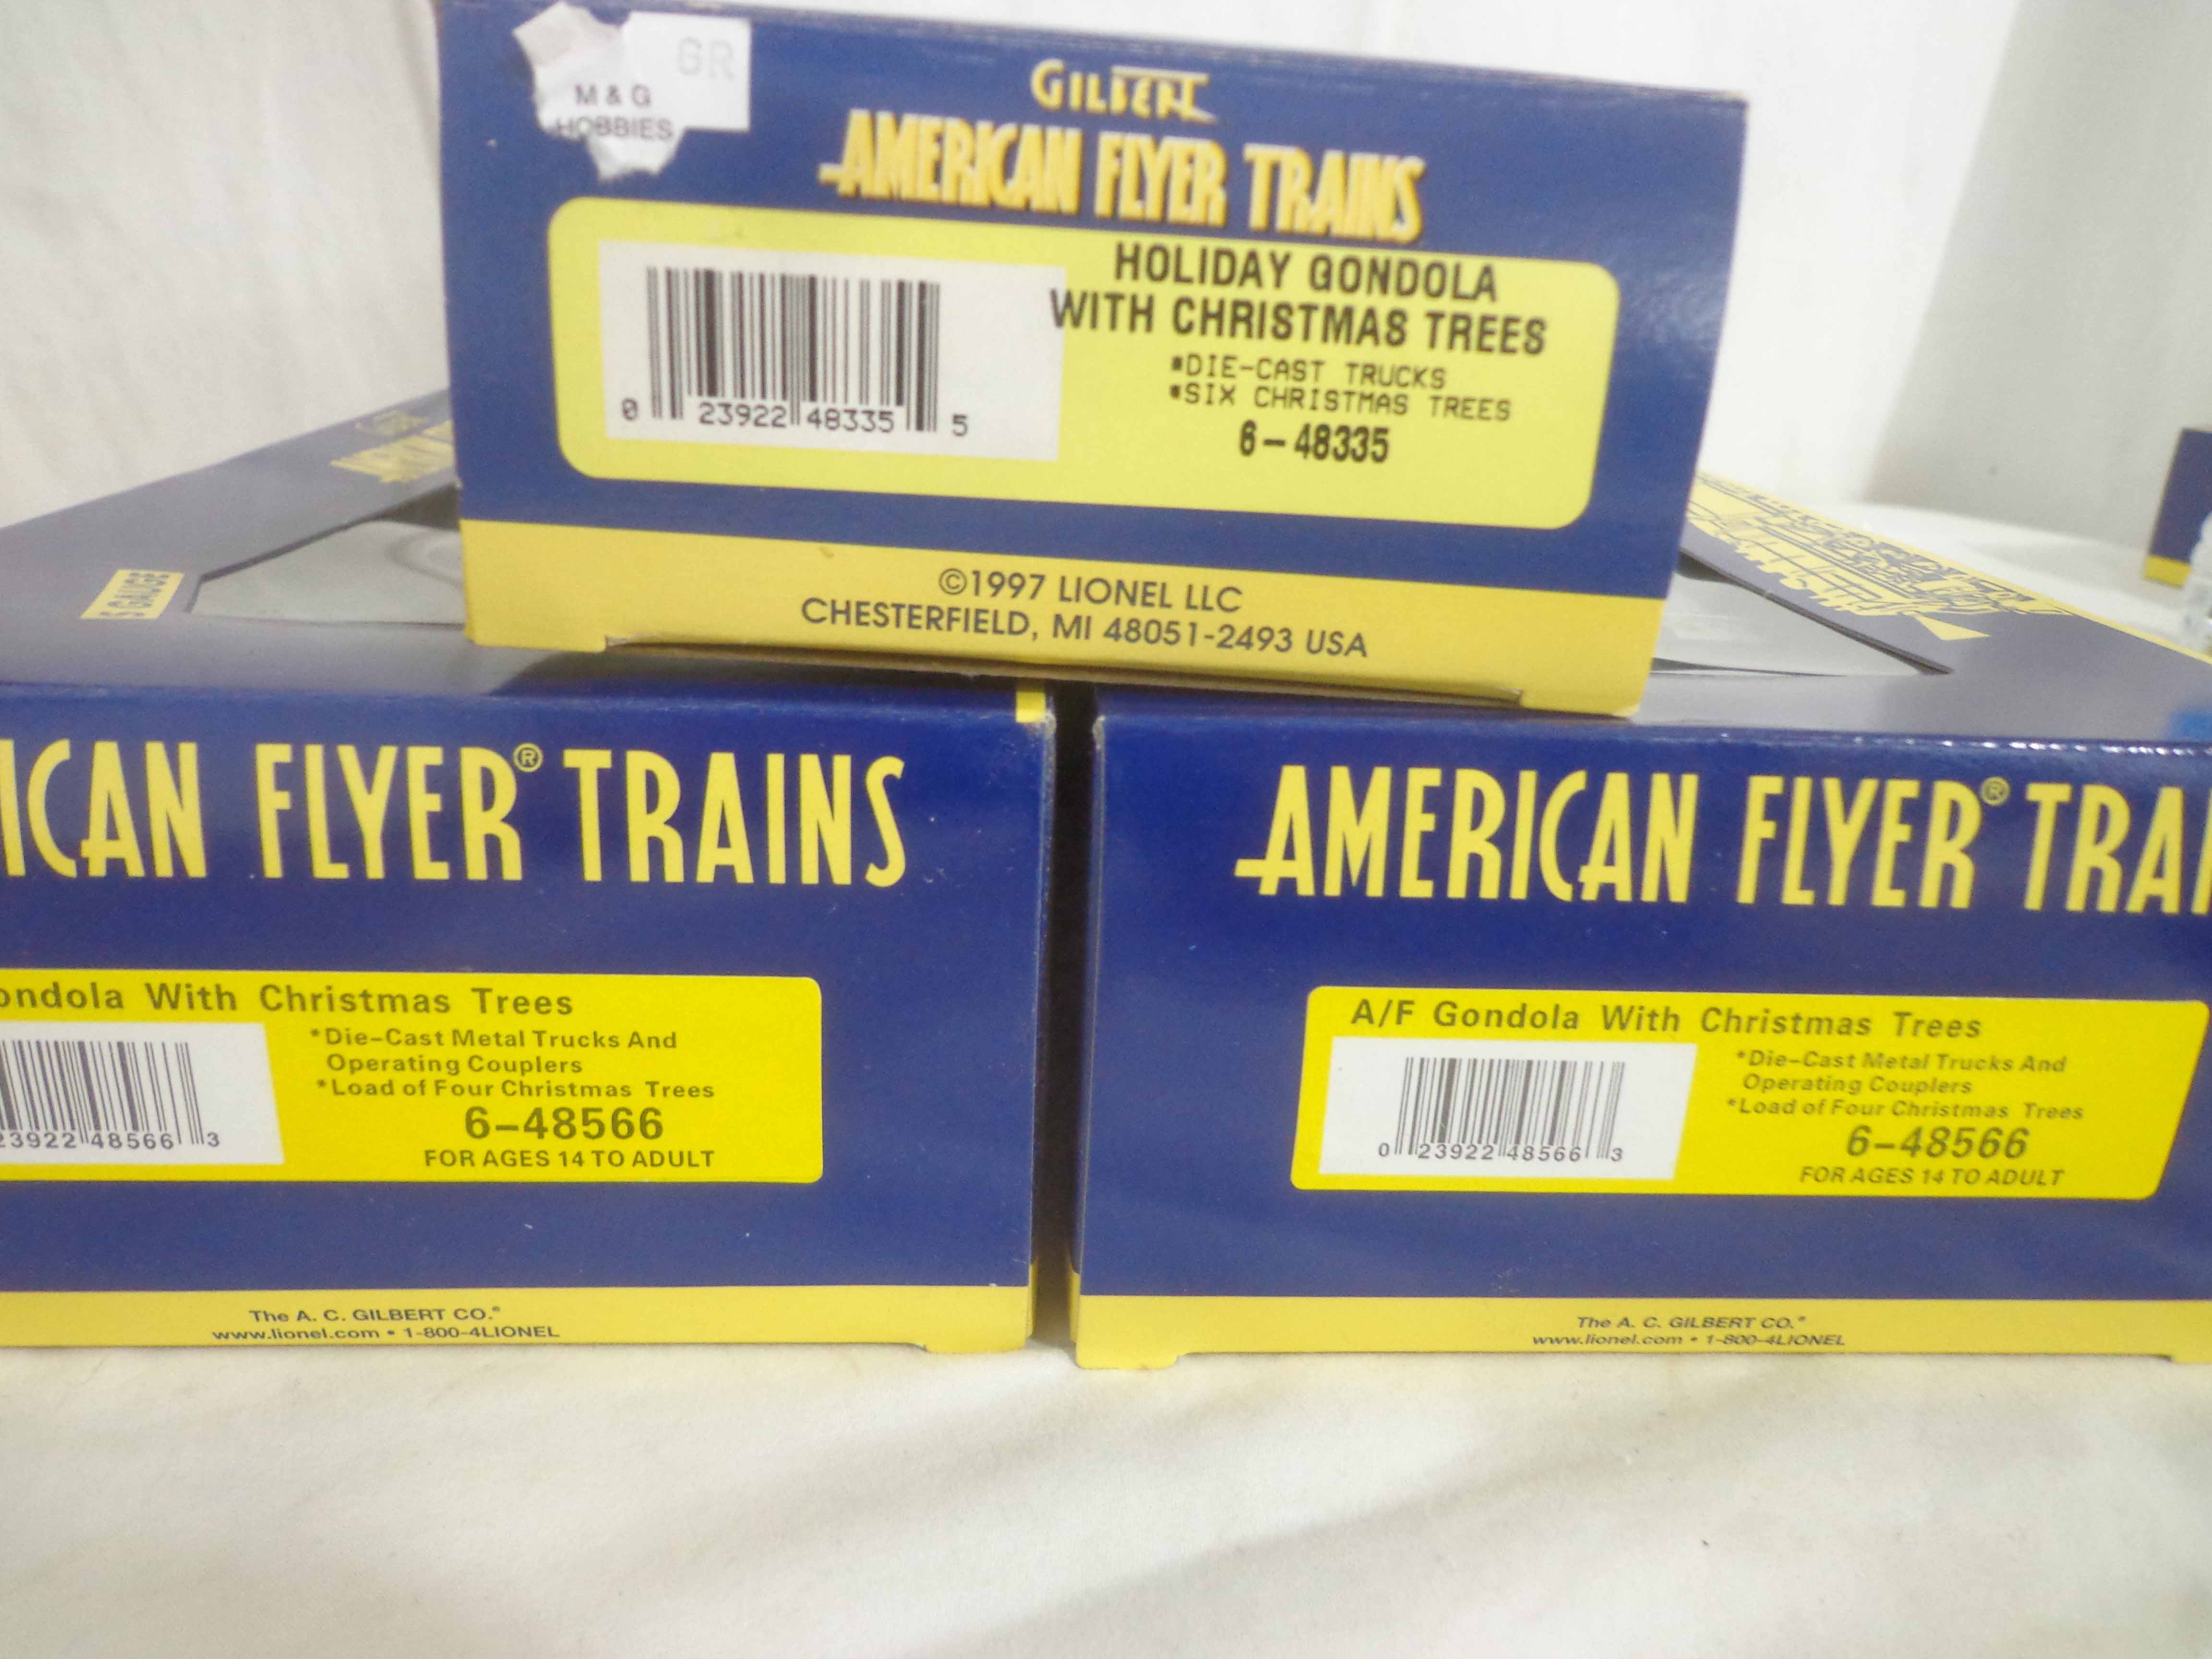 GR
M & G
HOBBIES
GILBERT
AMERICAN FLYER TRAINS
HOLIDAY GONDOLA
WITH CHRISTMAS TREES
▪DIE-CAST TRUCKS
▪SIX CHRISTMAS TREES
6-48335
0 23922 48335 5
©1997 LIONEL LLC
CHESTERFIELD, MI 48051-2493 USA
S GAUGE
ICAN FLYER® TRAINS
ondola With Christmas Trees
*Die-Cast Metal Trucks And
Operating Couplers
*Load of Four Christmas Trees
6-48566
FOR AGES 14 TO ADULT
23922 48566 3
The A. C. GILBERT CO.®
www.lionel.com • 1-800-4LIONEL
AMERICAN FLYER® TRAI
A/F Gondola With Christmas Trees
*Die-Cast Metal Trucks And
Operating Couplers
*Load of Four Christmas Trees
6-48566
FOR AGES 14 TO ADULT
0 23922 48566 3
The A. C. GILBERT CO.®
www.lionel.com • 1-800-4LIONEL